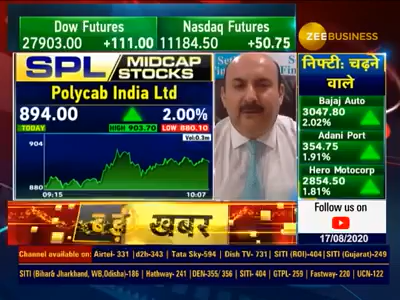 Dow Futures
27903.00 +111.00
Nasdaq Futures
11184.50 +50.75
ZEE BUSINESS
SPL MIDCAP STOCKS
Polycab India Ltd
894.00 2.00%
TODAY HIGH 903.70 LOW 880.10
Vol:0.3m
904
880
09:15 10:07
निफ्टी: चढ़ने
वाले
Bajaj Auto
3047.80
2.02%
Adani Port
354.75
1.91%
Hero Motocorp
2854.50
1.81%
बड़ी खबर
Follow us on
17/08/2020
Channel available on: Airtel- 331 | d2h-343 | Tata Sky-594 | Dish TV- 731| SITI (ROI)-404| SITI (Gujarat)-249
SITI (Bihar& Jharkhand, WB,Odisha)-186 | Hathway- 241 |DEN-355/ 356 | SITI- 404 | GTPL- 259 | Fastway- 220 | UCN-122